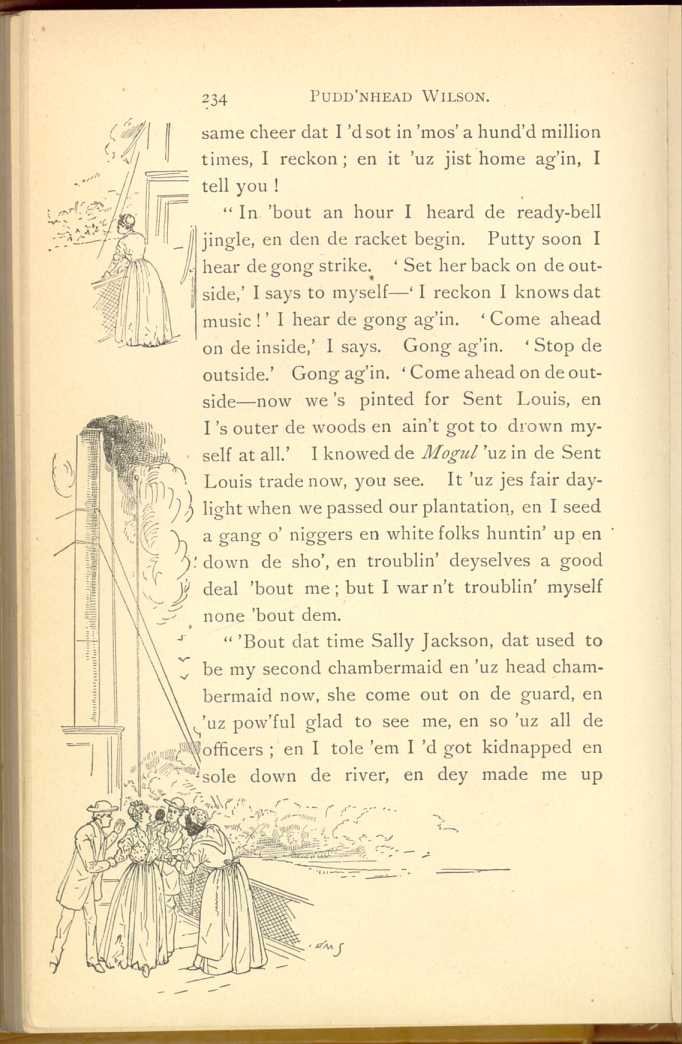 234 PUDD'NHEAD WILSON.
same cheer dat I 'd sot in 'mos' a hund'd million
times, I reckon ; en it 'uz jist home ag'in, I
tell you !
“ In 'bout an hour I heard de ready-bell
jingle, en den de racket begin. Putty soon I
hear de gong strike. ‘ Set her back on de out-
side,’ I says to myself—‘ I reckon I knows dat
music ! ’ I hear de gong ag'in. ‘ Come ahead
on de inside,’ I says. Gong ag'in. ‘ Stop de
outside.’ Gong ag'in. ‘ Come ahead on de out-
side—now we 's pinted for Sent Louis, en
I 's outer de woods en ain't got to drown my-
self at all.’ I knowed de Mogul 'uz in de Sent
Louis trade now, you see. It 'uz jes fair day-
light when we passed our plantation, en I seed
a gang o' niggers en white folks huntin' up en
down de sho', en troublin' deyselves a good
deal 'bout me ; but I war n't troublin' myself
none 'bout dem.
“ 'Bout dat time Sally Jackson, dat used to
be my second chambermaid en 'uz head cham-
bermaid now, she come out on de guard, en
'uz pow'ful glad to see me, en so 'uz all de
officers ; en I tole 'em I 'd got kidnapped en
sole down de river, en dey made me up